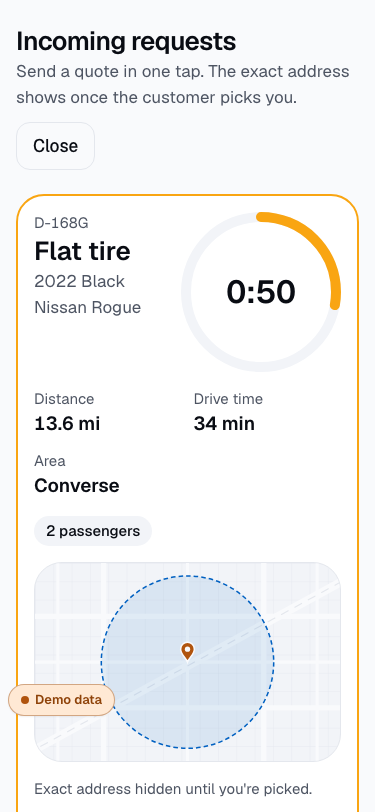 Incoming requests
Send a quote in one tap. The exact address
shows once the customer picks you.
Close
D-168G
Flat tire
2022 Black
Nissan Rogue
0:50
Distance
13.6 mi
Drive time
34 min
Area
Converse
2 passengers
Demo data
Exact address hidden until you're picked.